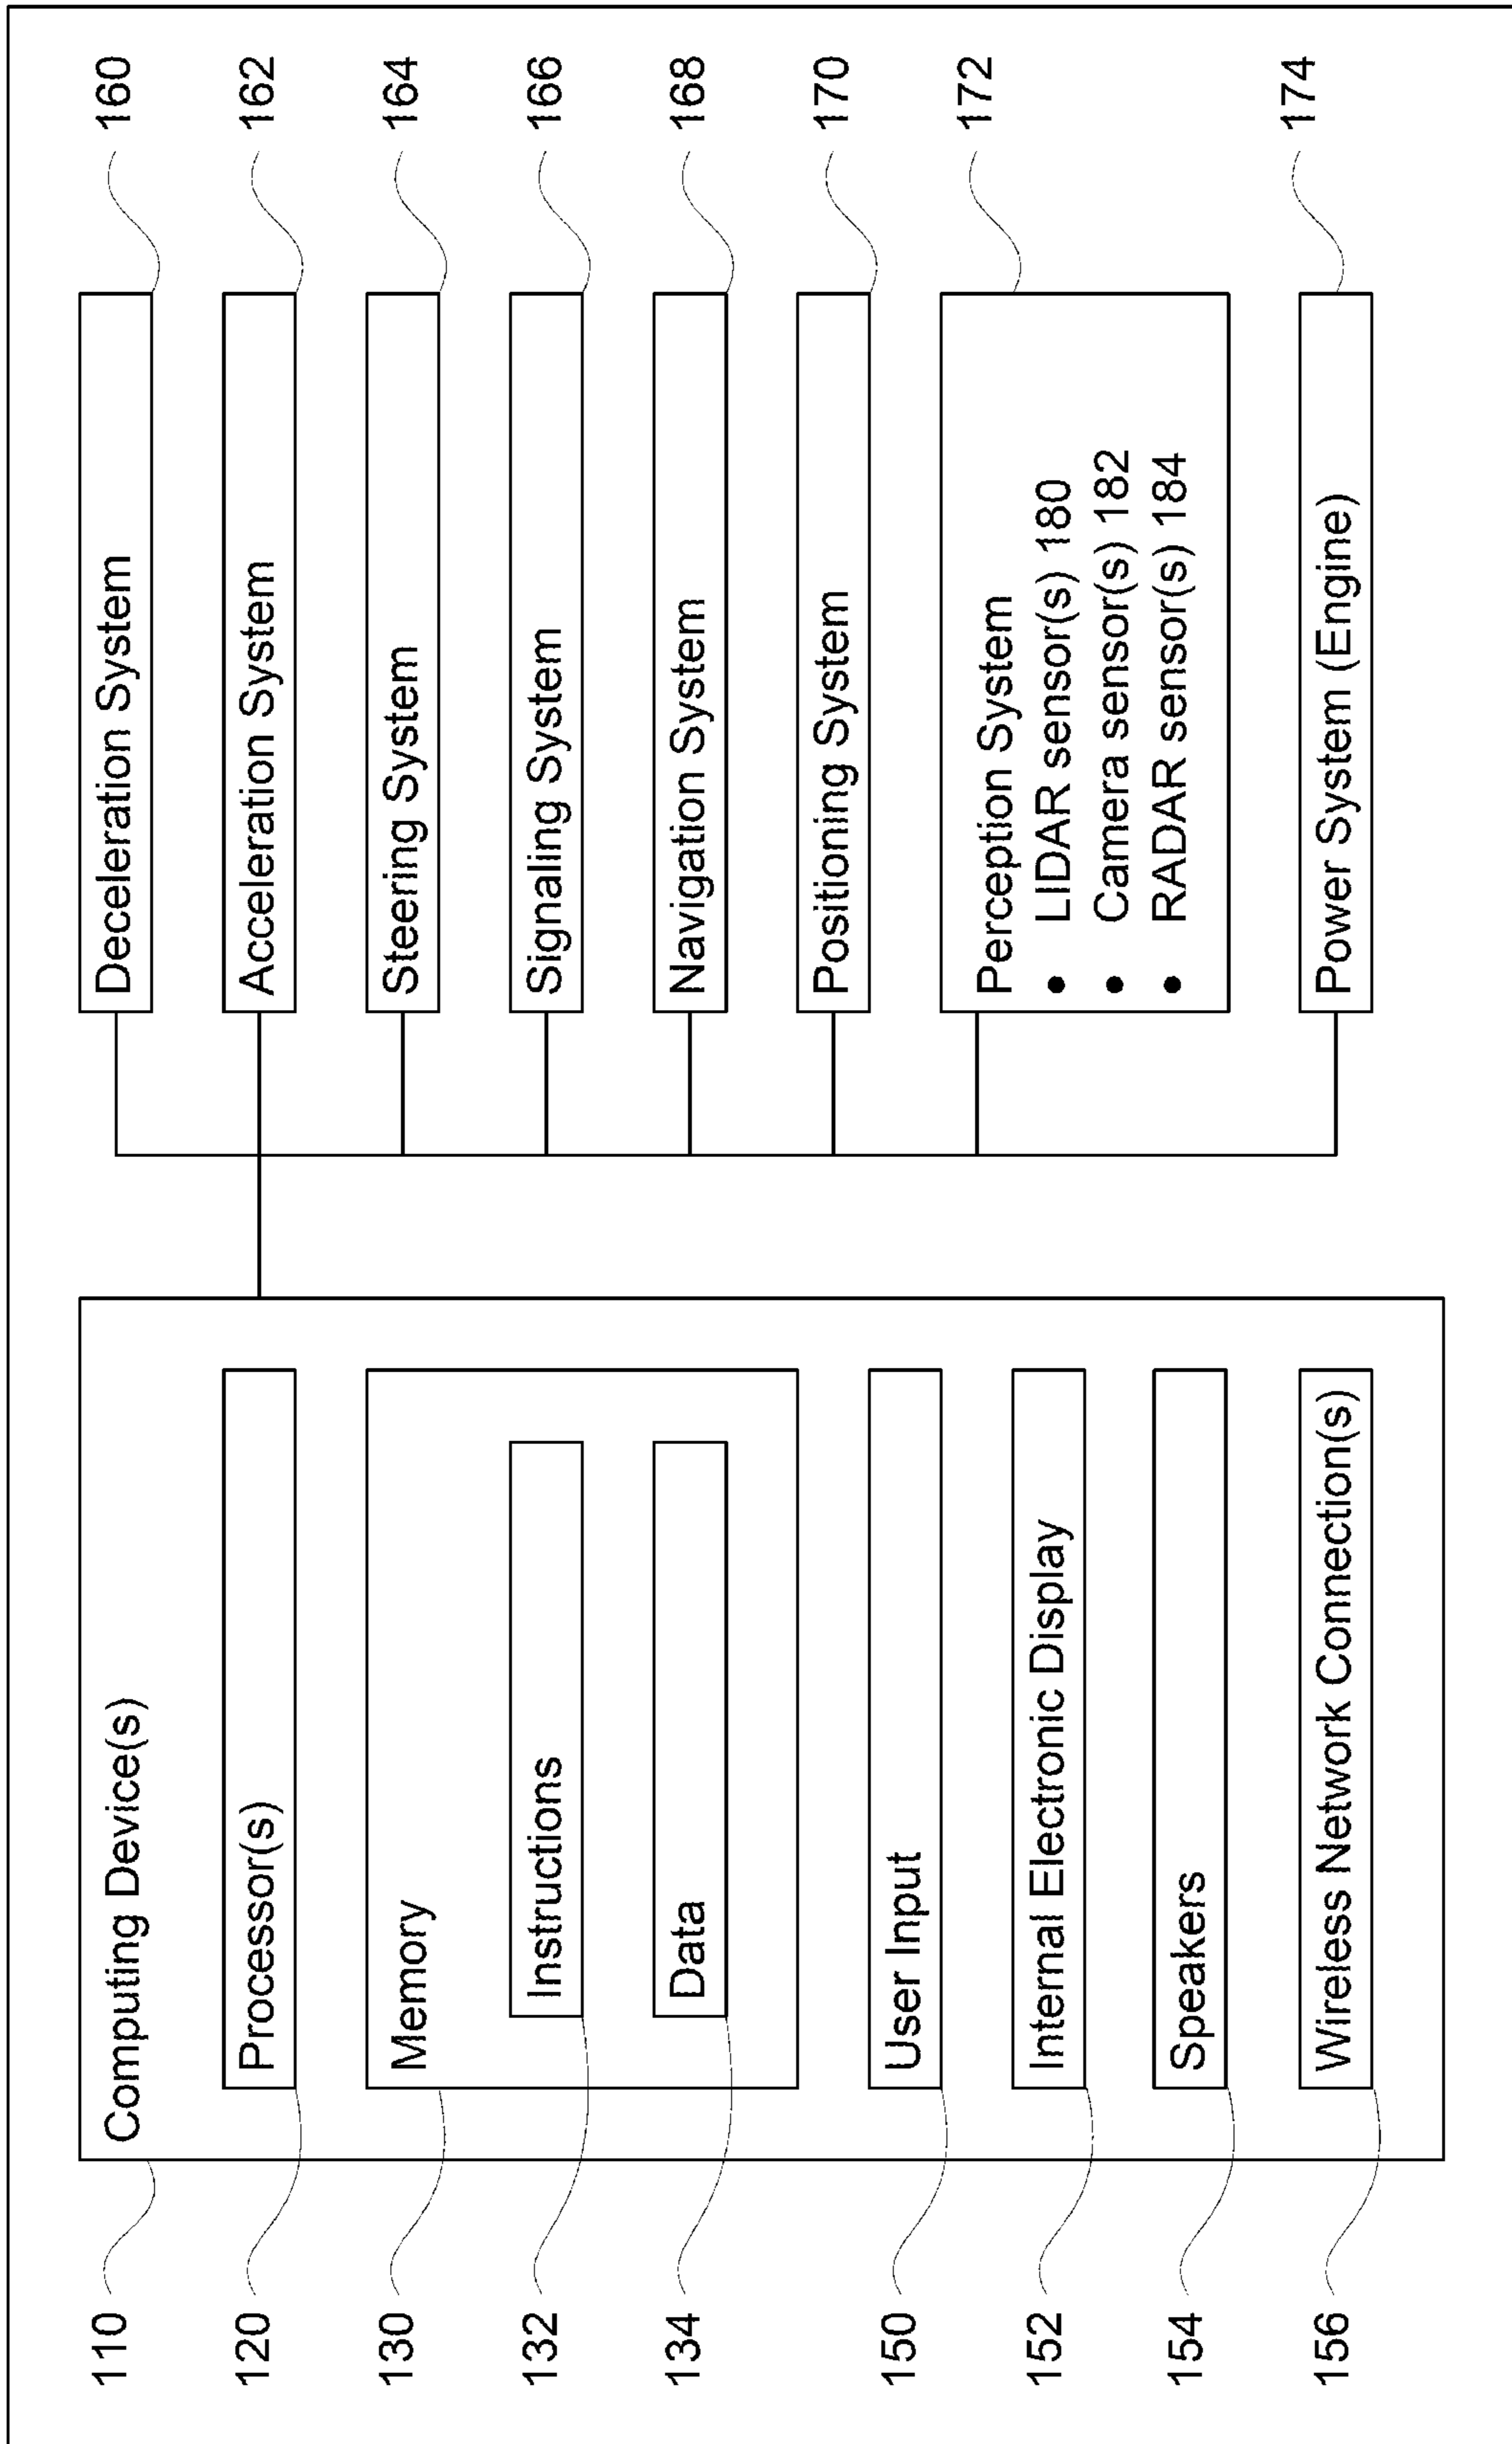 110
Computing Device(s)
120
Processor(s)
130
Memory
132
Instructions
134
Data
150
User Input
152
Internal Electronic Display
154
Speakers
156
Wireless Network Connection(s)
Deceleration System
160
Acceleration System
162
Steering System
164
Signaling System
166
Navigation System
168
Positioning System
170
Perception System
172
• LIDAR sensor(s) 180
• Camera sensor(s) 182
• RADAR sensor(s) 184
Power System (Engine)
174